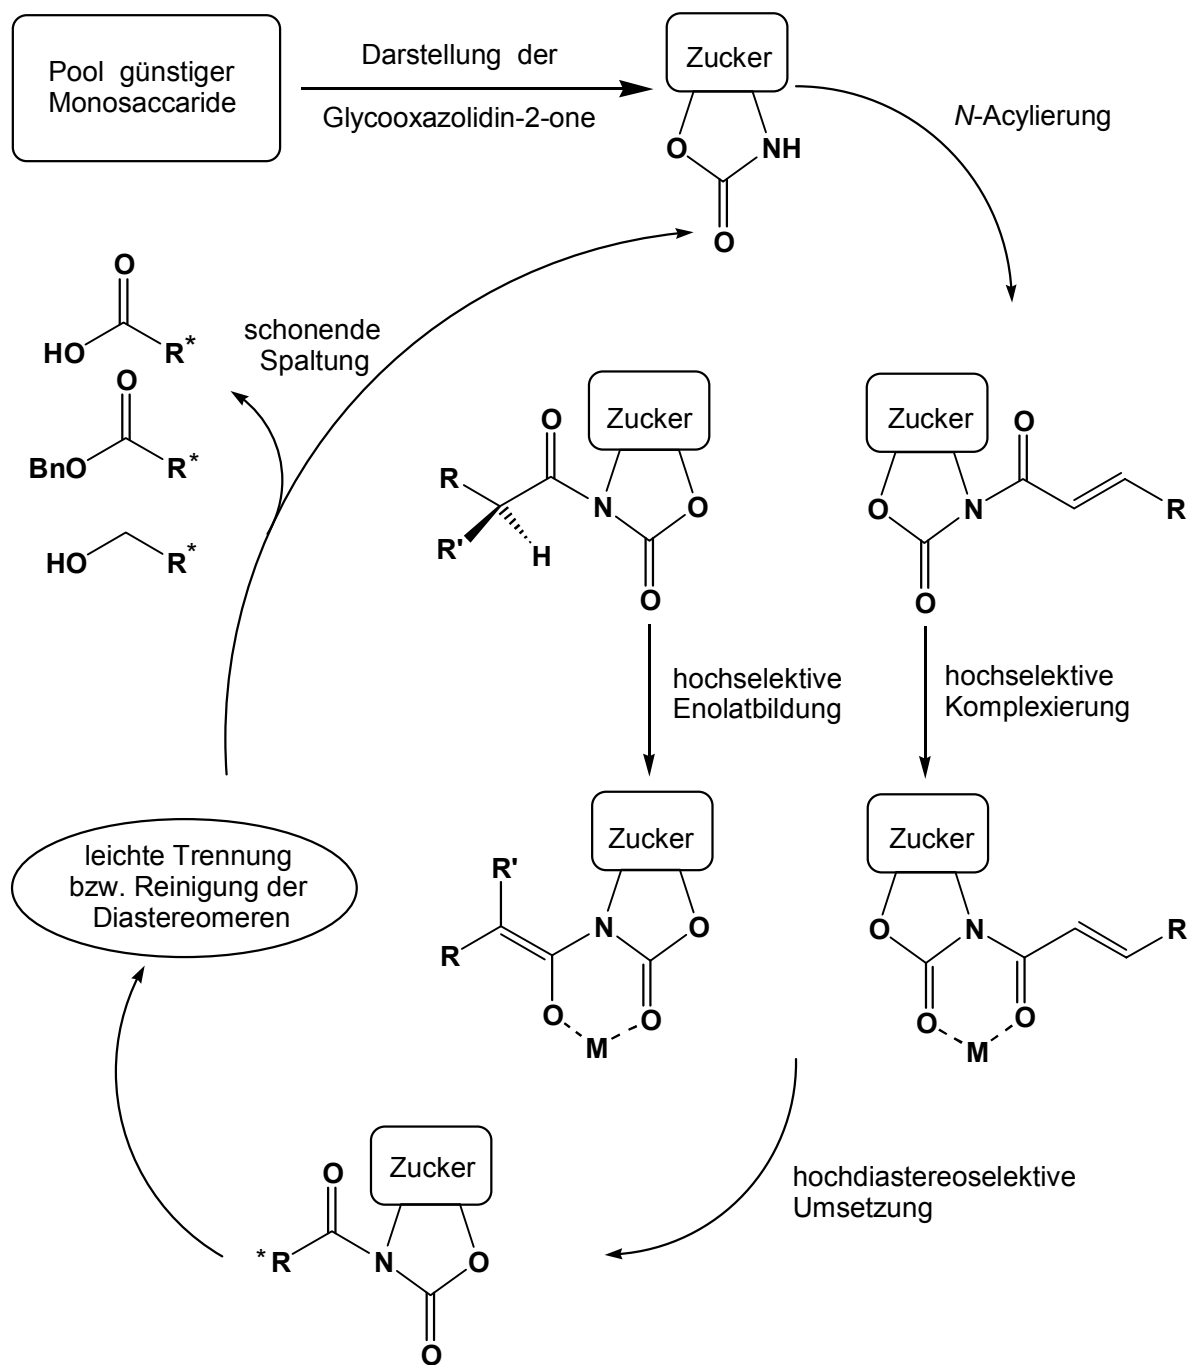 Pool günstiger
Monosaccaride
Darstellung der
Glycooxazolidin-2-one
Zucker
O
NH
O
N-Acylierung
O
HO
R*
O
BnO
R*
HO
R*
schonende
Spaltung
Zucker
O
R
N
O
R'
H
O
Zucker
O
O
N
R
O
hochselektive
Enolatbildung
hochselektive
Komplexierung
Zucker
R'
N
O
R
O
O
M
Zucker
O
N
R
O
O
M
leichte Trennung
bzw. Reinigung der
Diastereomeren
hochdiastereoselektive
Umsetzung
Zucker
O
*R
N
O
O